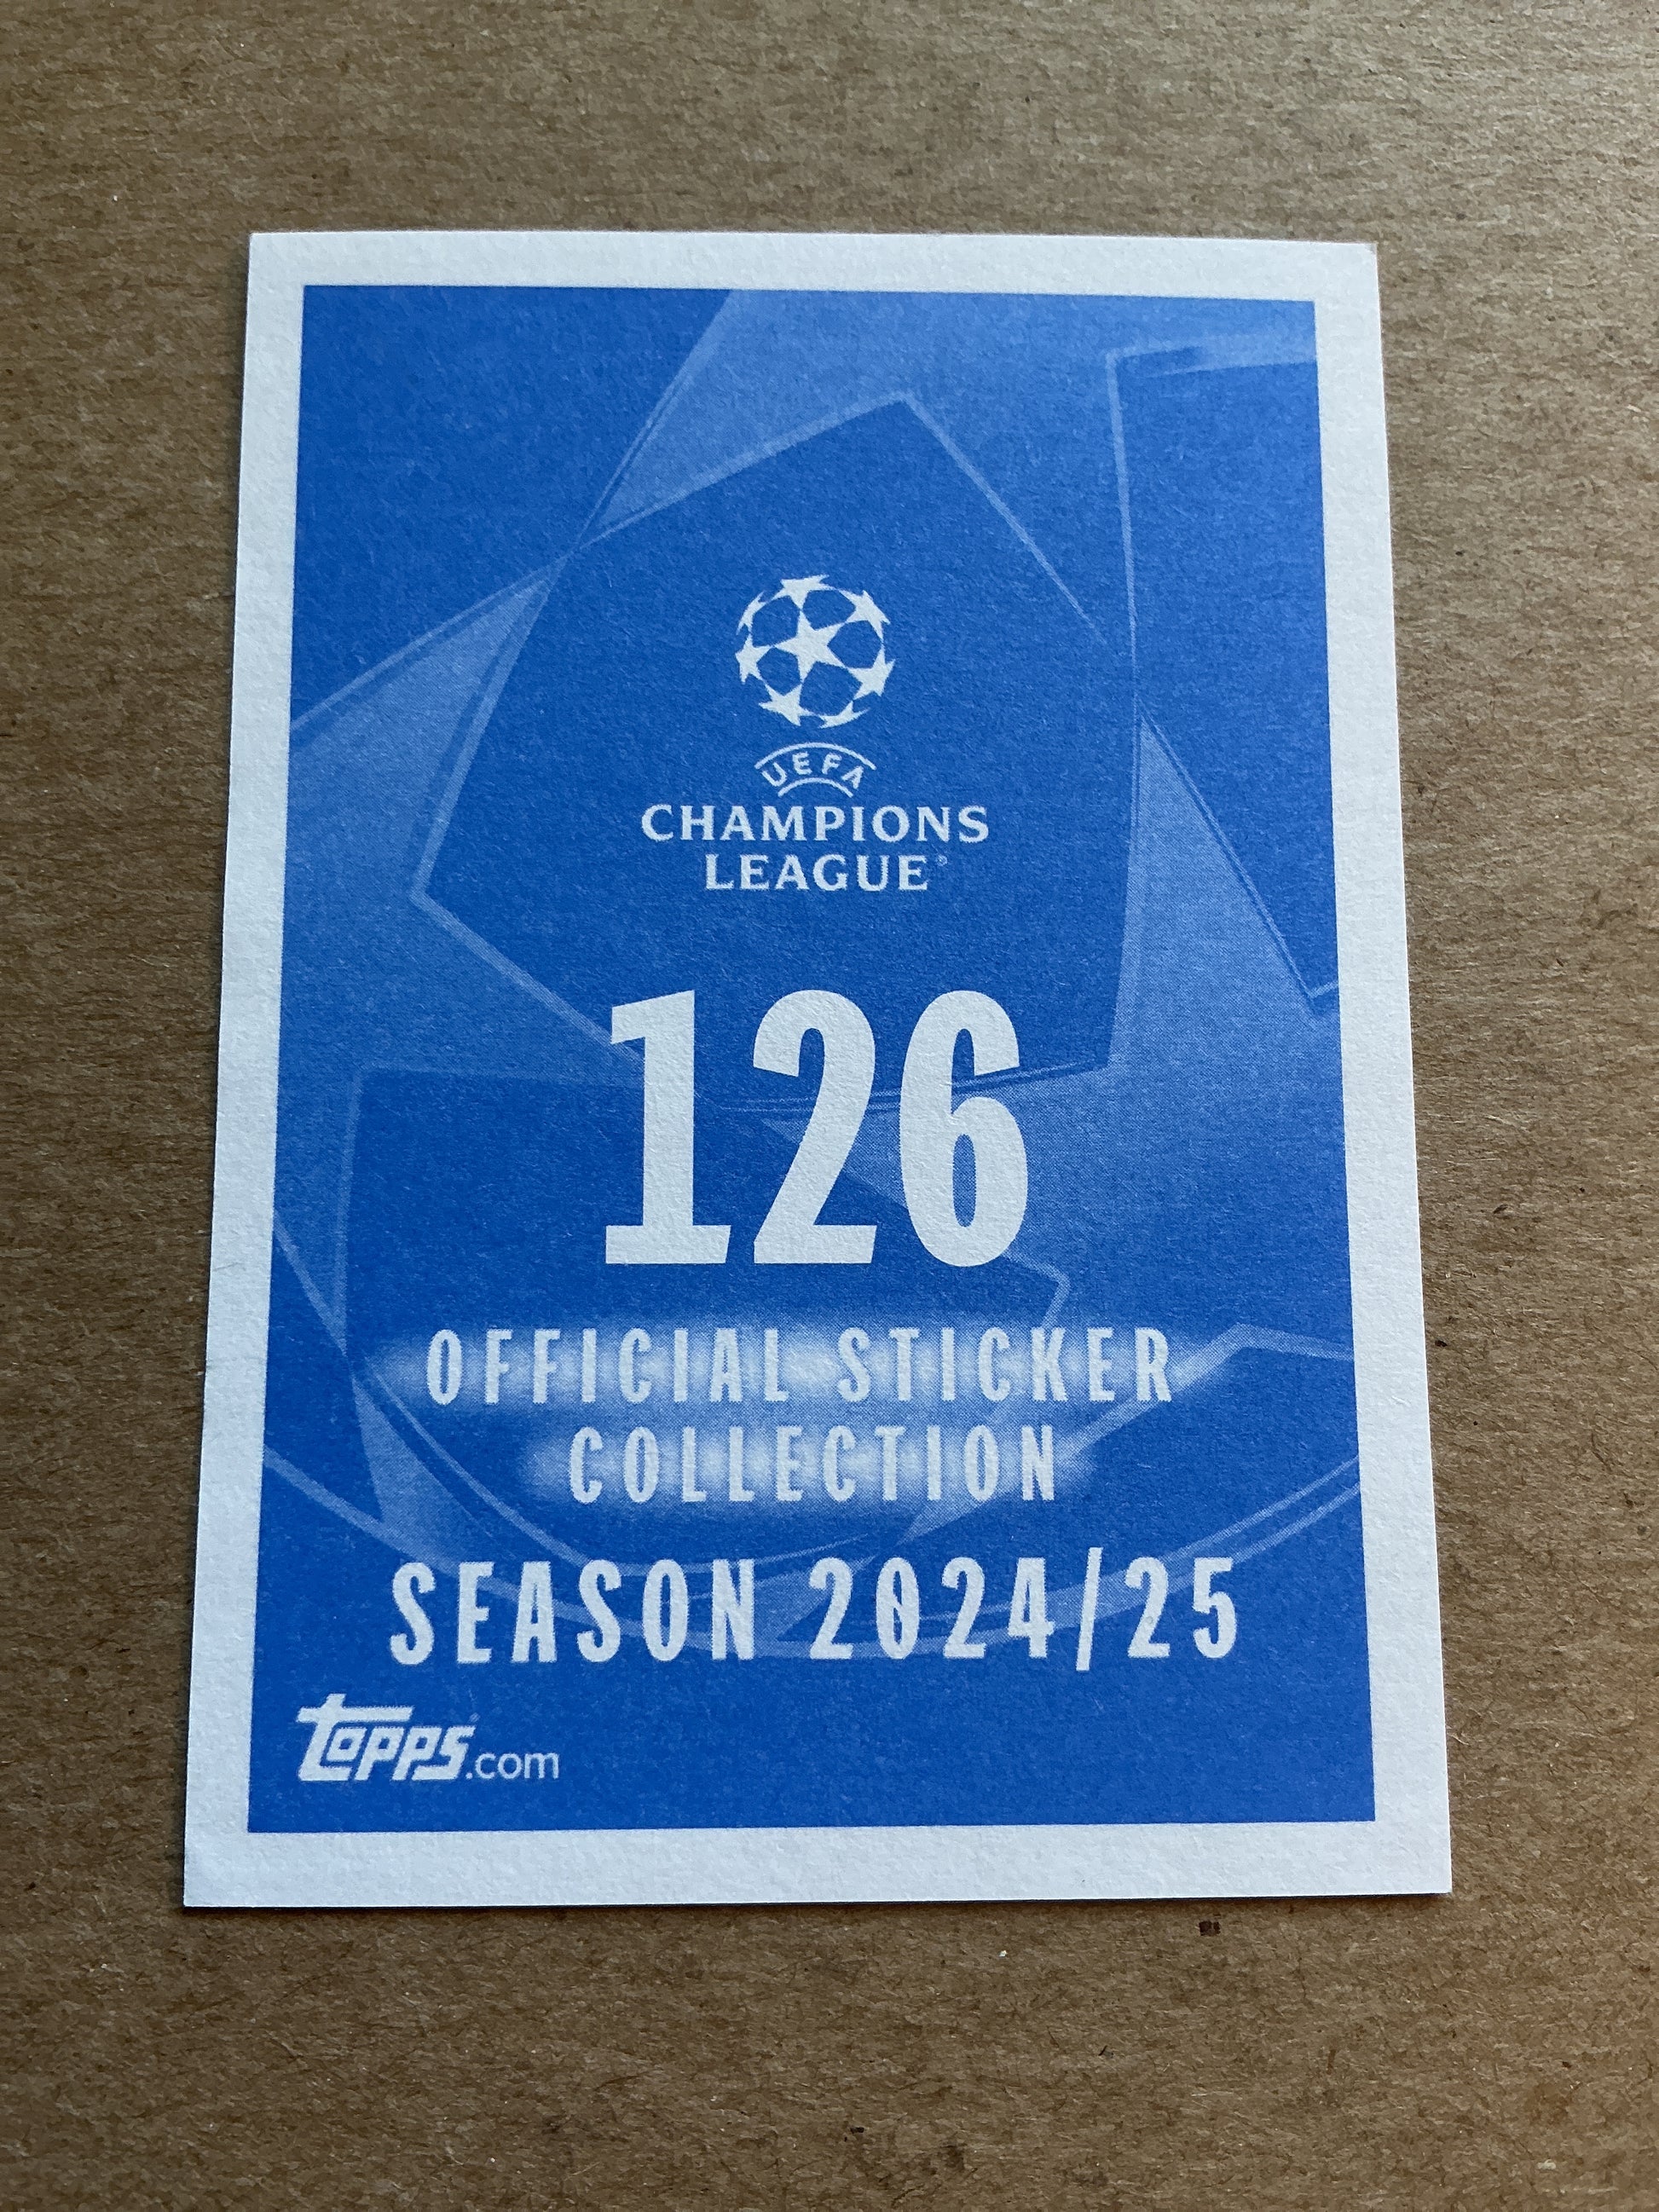 UEFA
CHAMPIONS
LEAGUE®
126
OFFICIAL STICKER
COLLECTION
SEASON 2024/25
topps.com